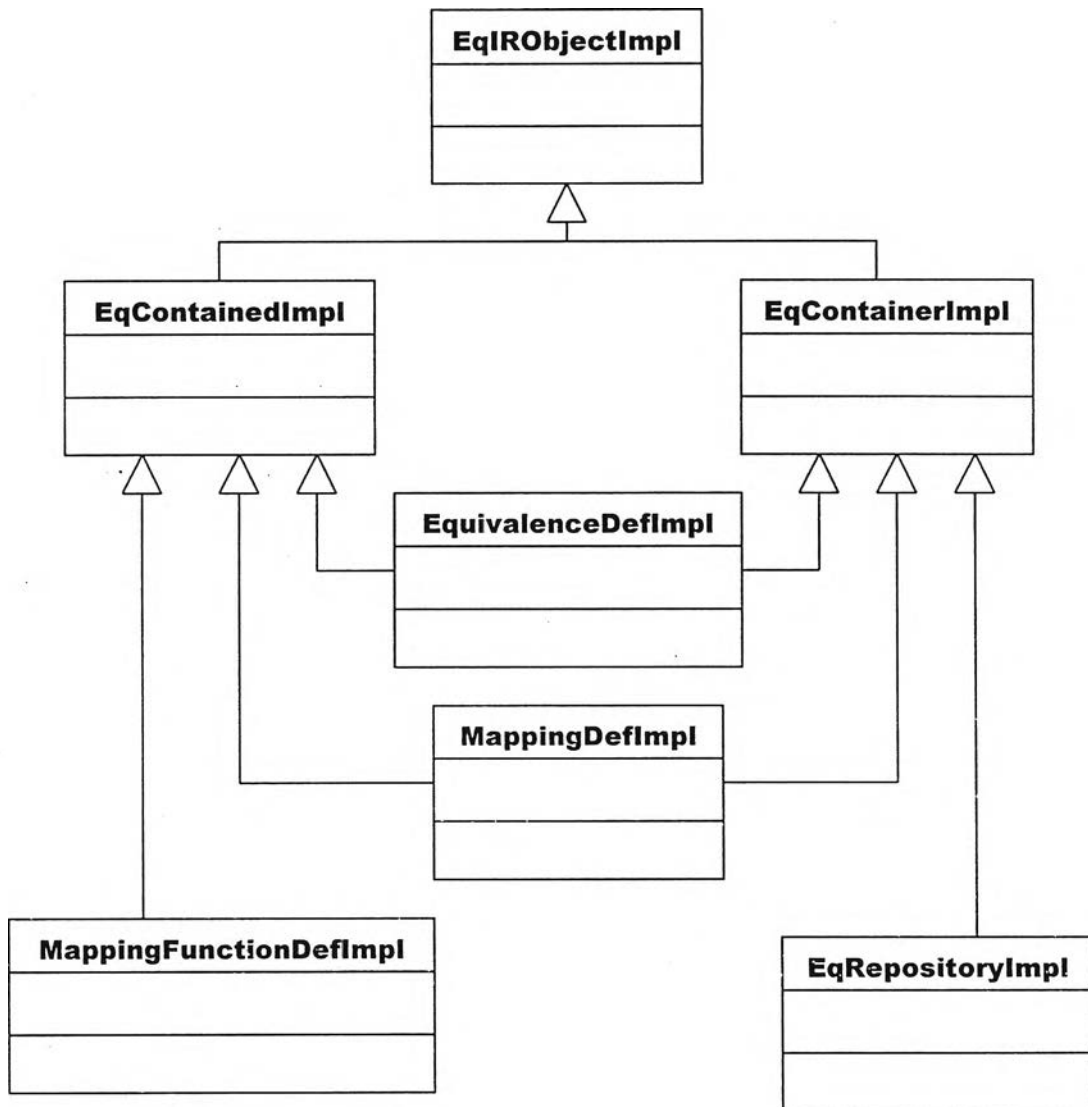 EqIRObjectImpl
EqContainedImpl
EqContainerImpl
EquivalenceDefImpl
MappingDefImpl
MappingFunctionDefImpl
EqRepositoryImpl